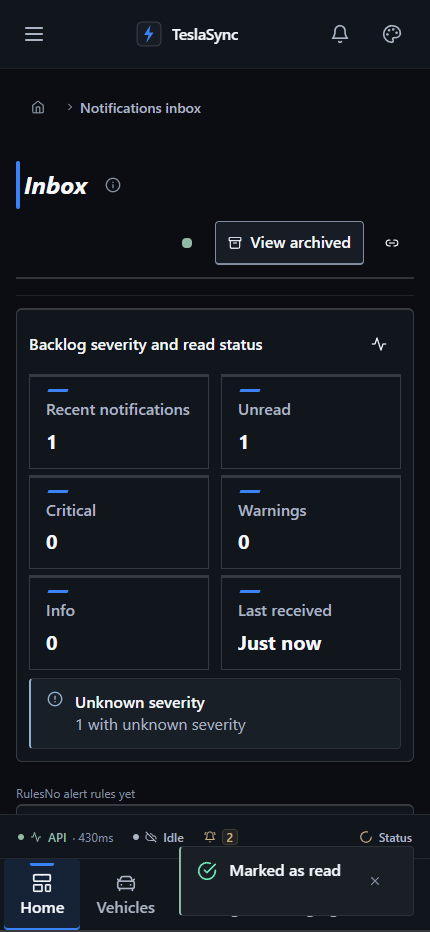 TeslaSync
Notifications inbox
Inbox
View archived
Backlog severity and read status
Recent notifications
1
Unread
1
Critical
0
Warnings
0
Info
0
Last received
Just now
Unknown severity
1 with unknown severity
RulesNo alert rules yet
API · 430ms
Idle
2
Status
Marked as read
Home
Vehicles